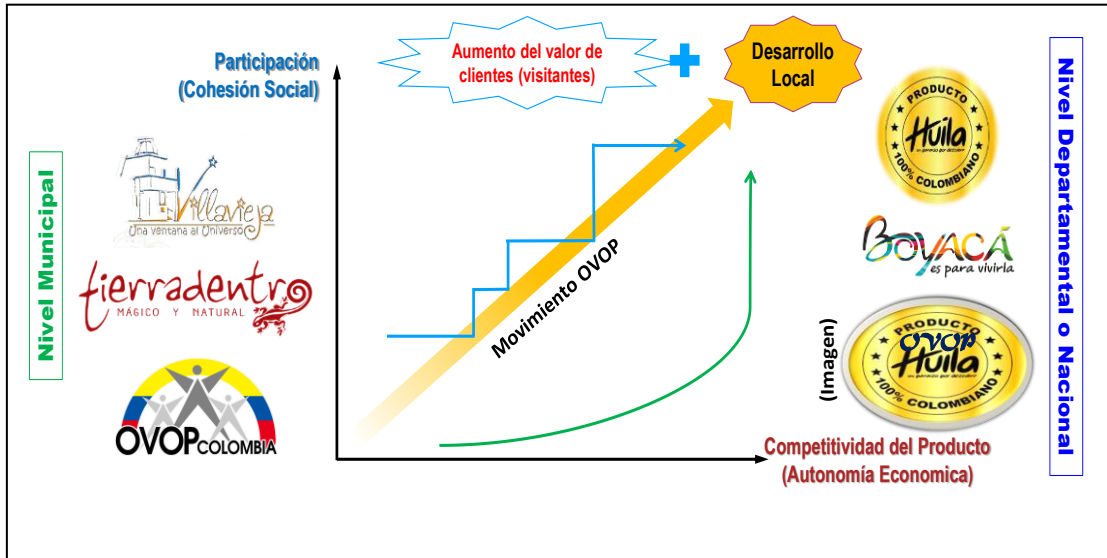 Aumento del valor de
clientes (visitantes)
Desarrollo
Local
Participación
(Cohesión Social)
Nivel Municipal
Villavieja
Una ventana al Universo
tierradentro
MÁGICO Y NATURAL
OVOP COLOMBIA
Movimiento OVOP
PRODUCTO
Huila
100% COLOMBIANO
BOYACÁ
es para vivirla
(Imagen)
PRODUCTO
OVOP
Huila
100% COLOMBIANO
Competitividad del Producto
(Autonomía Economica)
Nivel Departamental o Nacional